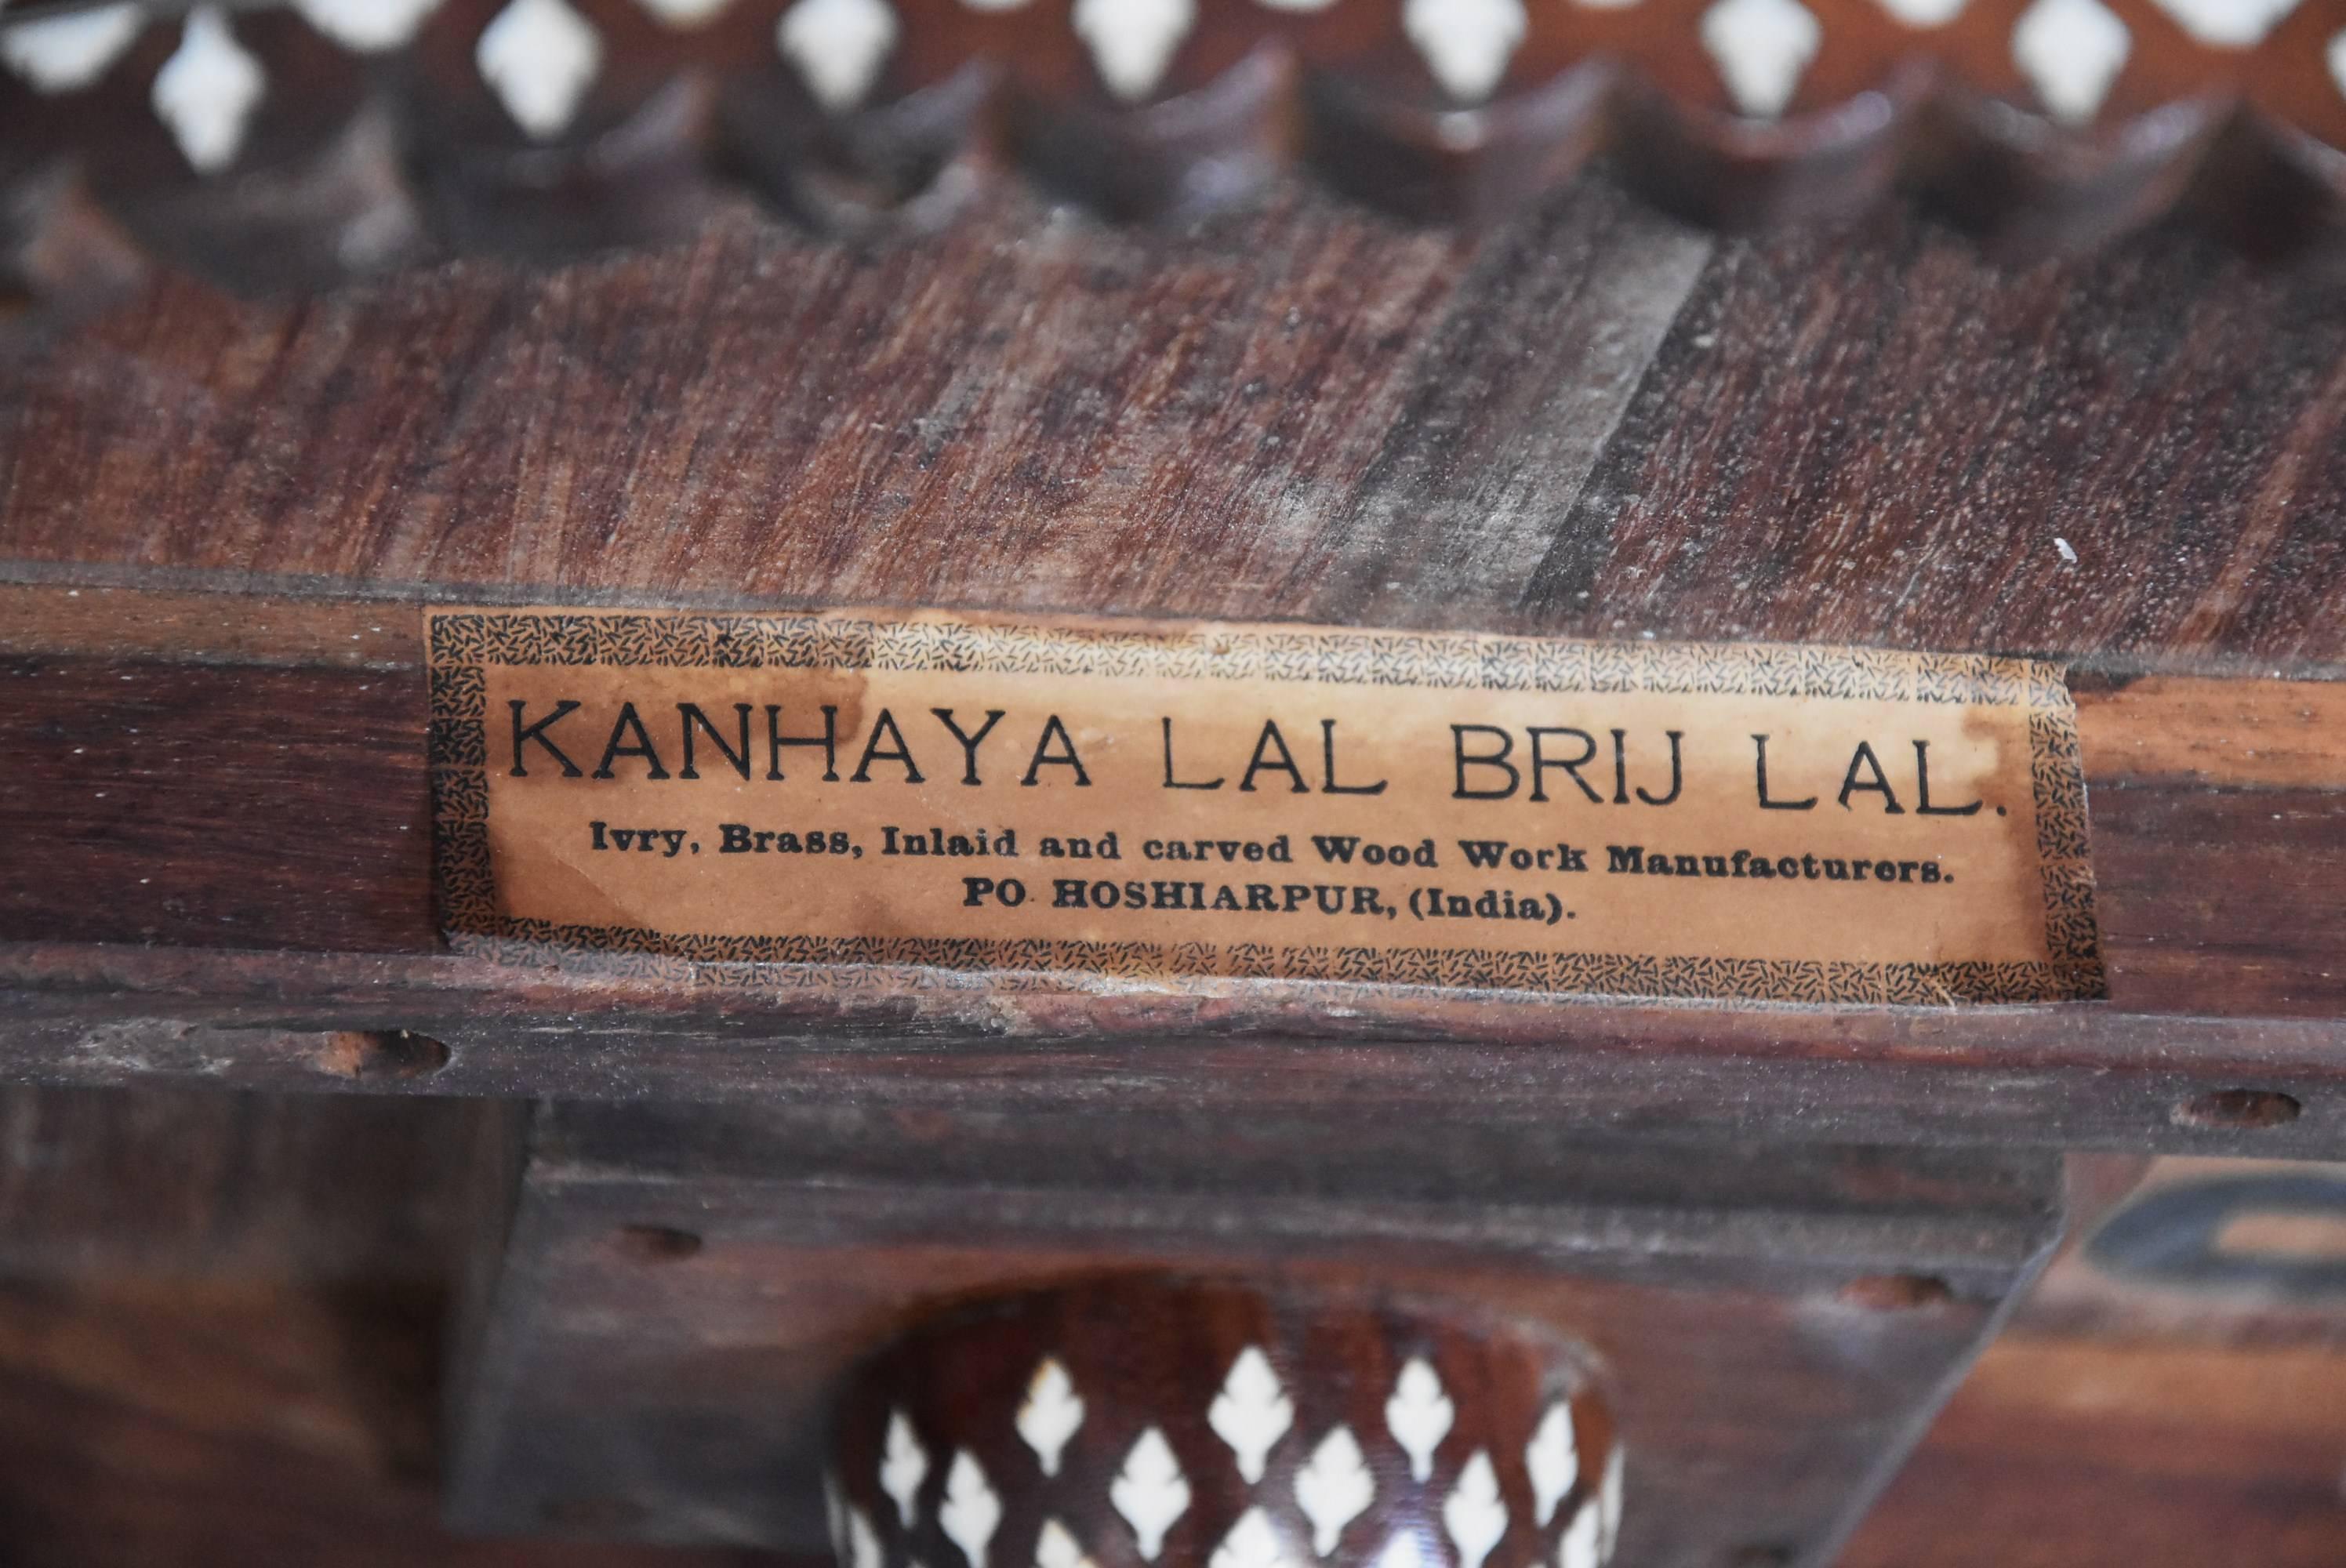 KANHAYA LAL BRIJ LAL.
Ivry, Brass, Inlaid and carved Wood Work Manufacturers.
PO. HOSHIARPUR, (India).